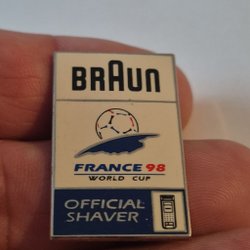 BRAUN
FRANCE 98
WORLD CUP
OFFICIAL
SHAVER